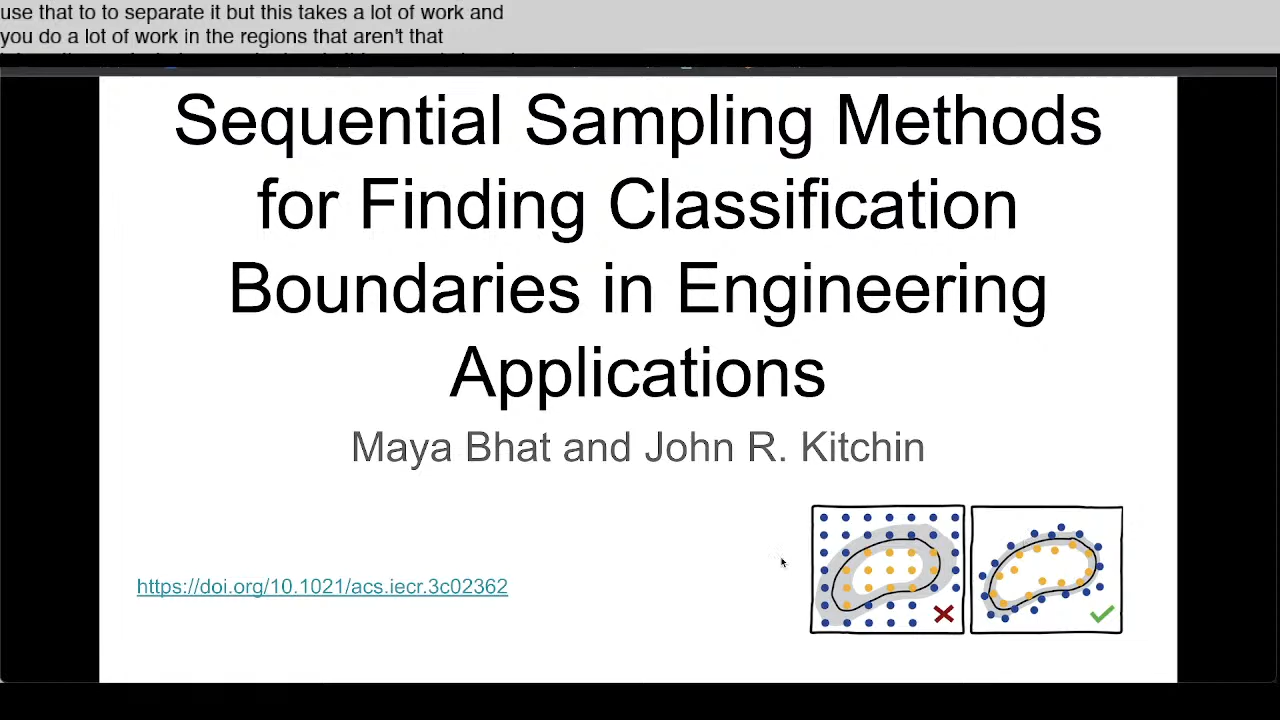 use that to to separate it but this takes a lot of work and
you do a lot of work in the regions that aren't that
Sequential Sampling Methods
for Finding Classification
Boundaries in Engineering
Applications
Maya Bhat and John R. Kitchin
https://doi.org/10.1021/acs.iecr.3c02362